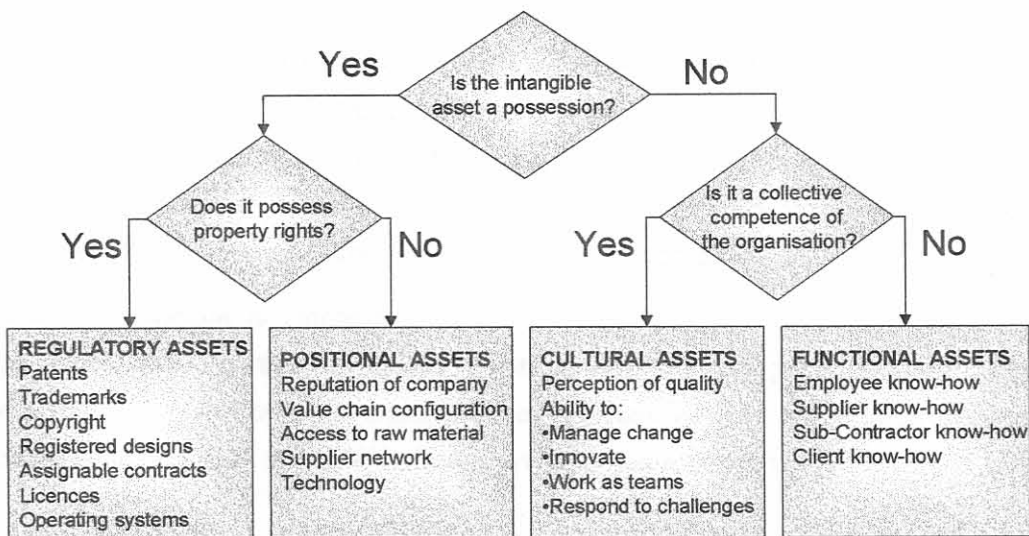 Yes
Is the intangible
asset a possession?
No
Does it possess
property rights?
Yes
No
Is it a collective
competence of
the organisation?
Yes
No
REGULATORY ASSETS
Patents
Trademarks
Copyright
Registered designs
Assignable contracts
Licences
Operating systems
POSITIONAL ASSETS
Reputation of company
Value chain configuration
Access to raw material
Supplier network
Technology
CULTURAL ASSETS
Perception of quality
Ability to:
•Manage change
•Innovate
•Work as teams
•Respond to challenges
FUNCTIONAL ASSETS
Employee know-how
Supplier know-how
Sub-Contractor know-how
Client know-how